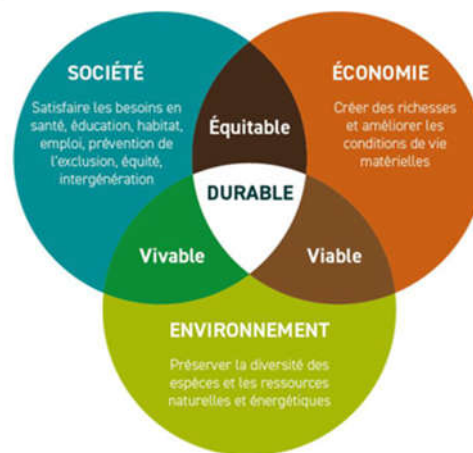 SOCIÉTÉ
Satisfaire les besoins en
santé, éducation, habitat,
emploi, prévention de
l'exclusion, équité,
intergénération
ÉCONOMIE
Créer des richesses
et améliorer les
conditions de vie
matérielles
Équitable
DURABLE
Vivable
Viable
ENVIRONNEMENT
Préserver la diversité des
espèces et les ressources
naturelles et énergétiques